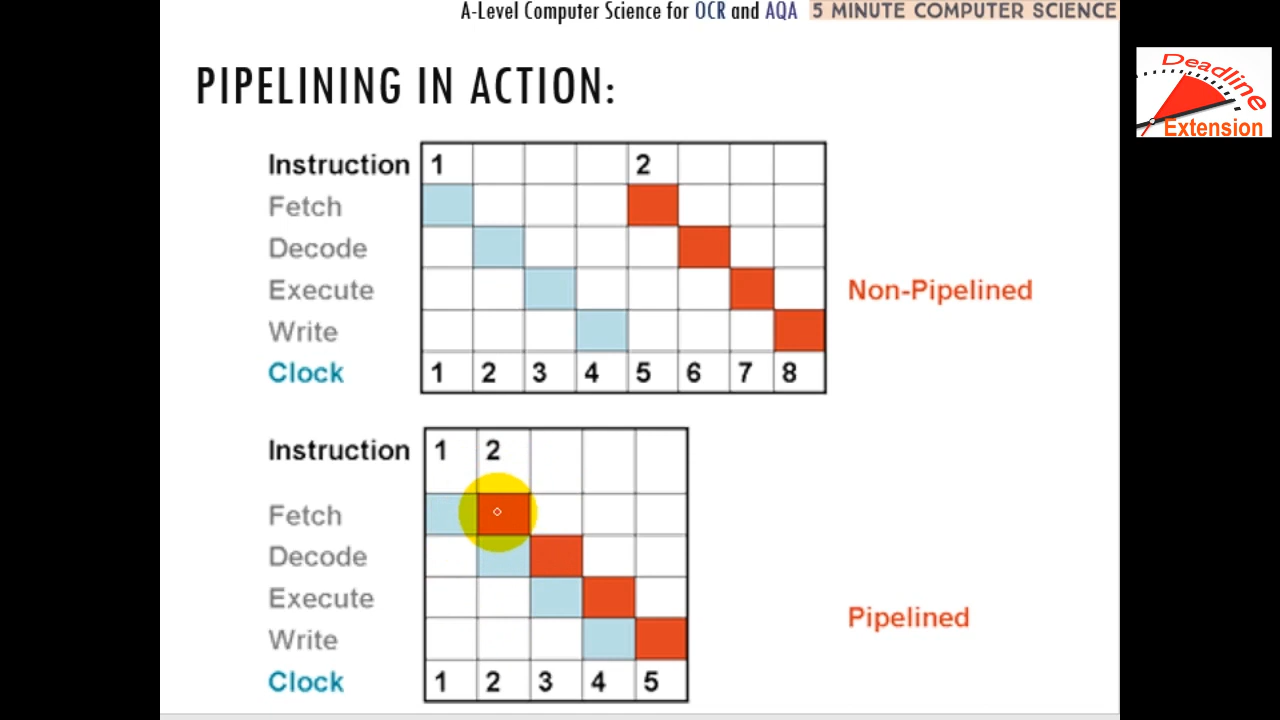 A-Level Computer Science for OCR and AQA 5 MINUTE COMPUTER SCIENCE
Deadline
Extension
PIPELINING IN ACTION:
Instruction 1 2
Fetch
Decode
Execute
Non-Pipelined
Write
Clock 1 2 3 4 5 6 7 8
Instruction 1 2
Fetch
Decode
Execute
Pipelined
Write
Clock 1 2 3 4 5